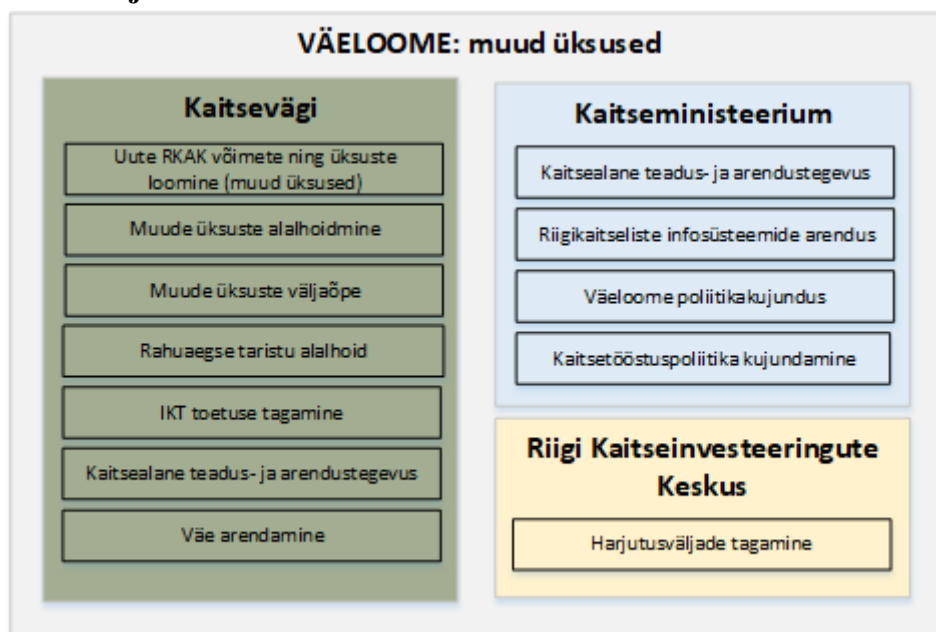 VÄELOOME: muud üksused
Kaitsevägi
Uute RKAK võimete ning üksuste
loomine (muud üksused)
Muude üksuste alalhoidmine
Muude üksuste väljaõpe
Rahuaegse taristu alalhoid
IKT toetuse tagamine
Kaitsealane teadus- ja arendustegevus
Väe arendamine
Kaitseministeerium
Kaitsealane teadus- ja arendustegevus
Riigikaitseliste infosüsteemide arendus
Väeloome poliitikakujundus
Kaitsetööstuspoliitika kujundamine
Riigi Kaitseinvesteeringute
Keskus
Harjutusväljade tagamine